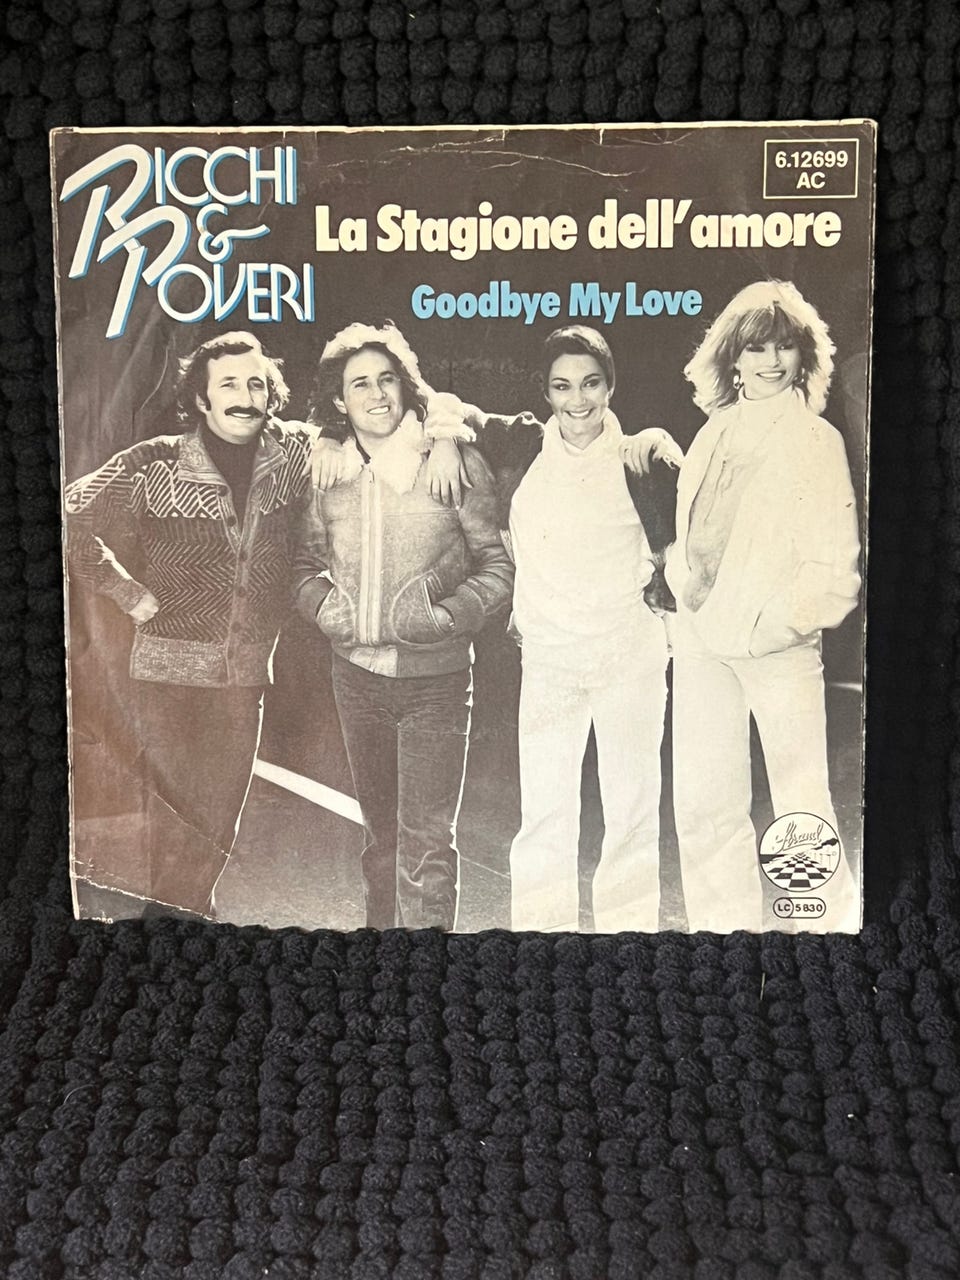 RICCHI
&
POVERI
6.12699
AC
La Stagione dell'amore
Goodbye My Love
Strand
LC 5830